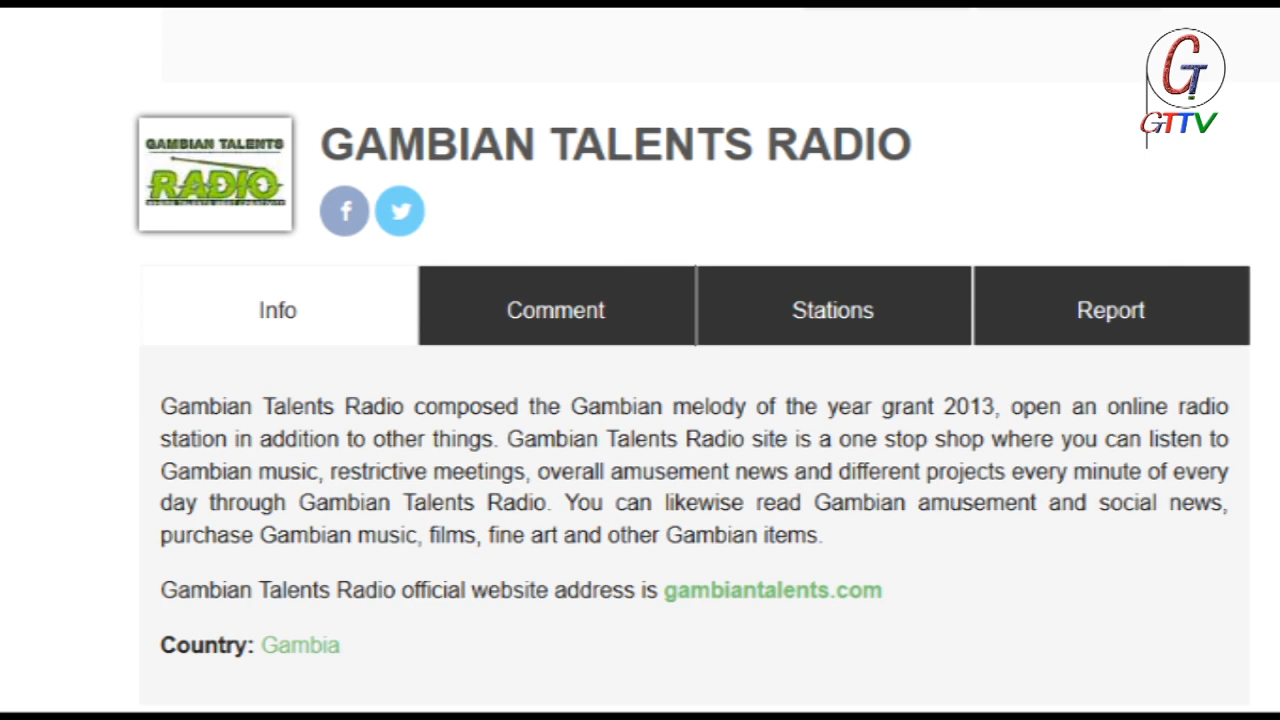 GT
GTTV
GAMBIAN TALENTS
RADIO
GAMBIAN TALENTS RADIO
f
Info
Comment
Stations
Report
Gambian Talents Radio composed the Gambian melody of the year grant 2013, open an online radio
station in addition to other things. Gambian Talents Radio site is a one stop shop where you can listen to
Gambian music, restrictive meetings, overall amusement news and different projects every minute of every
day through Gambian Talents Radio. You can likewise read Gambian amusement and social news,
purchase Gambian music, films, fine art and other Gambian items.
Gambian Talents Radio official website address is gambiantalents.com
Country: Gambia